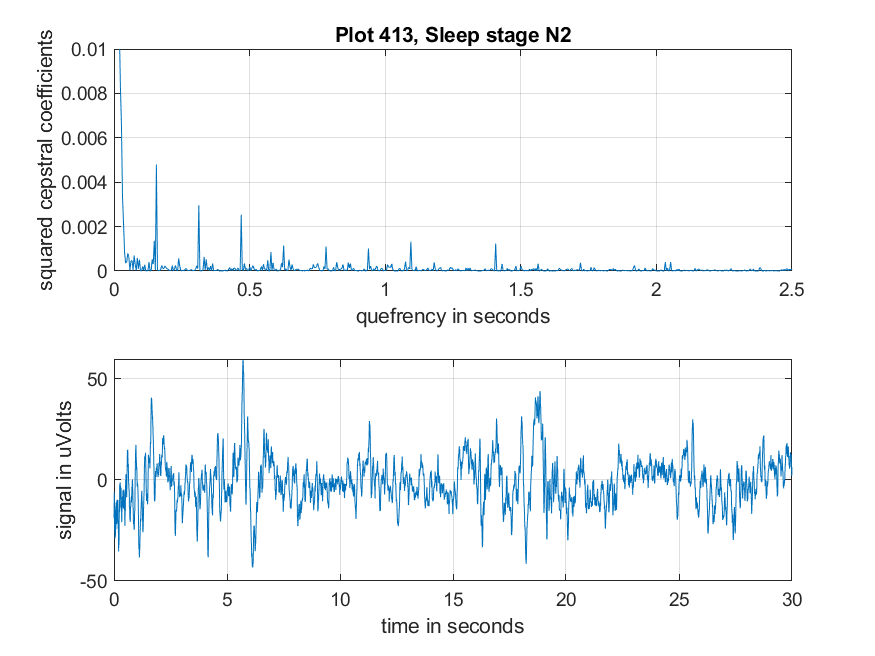 Plot 413, Sleep stage N2
squared cepstral coefficients
0.01
0.008
0.006
0.004
0.002
0
0 0.5 1 1.5 2 2.5
quefrency in seconds
signal in uVolts
50
0
-50
0 5 10 15 20 25 30
time in seconds